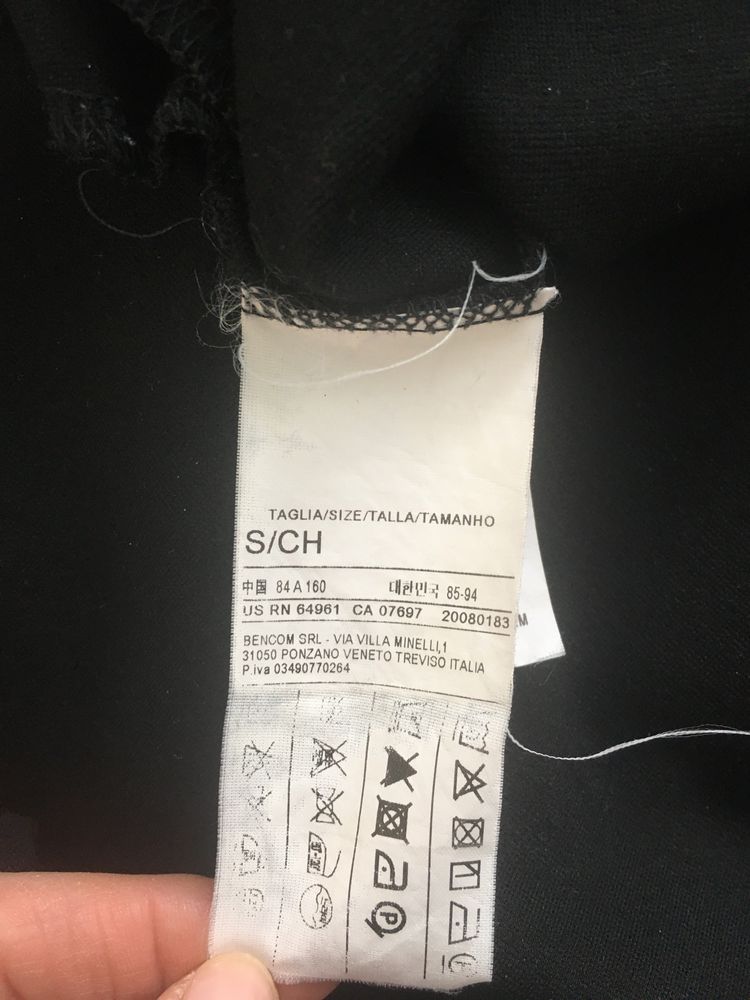 TAGLIA/SIZE/TALLA/TAMANHO
S/CH
中国 84 A 160 대한민국 85-94
US RN 64961 CA 07697 20080183
BENCOM SRL - VIA VILLA MINELLI,1
31050 PONZANO VENETO TREVISO ITALIA
P.iva 03490770264
P